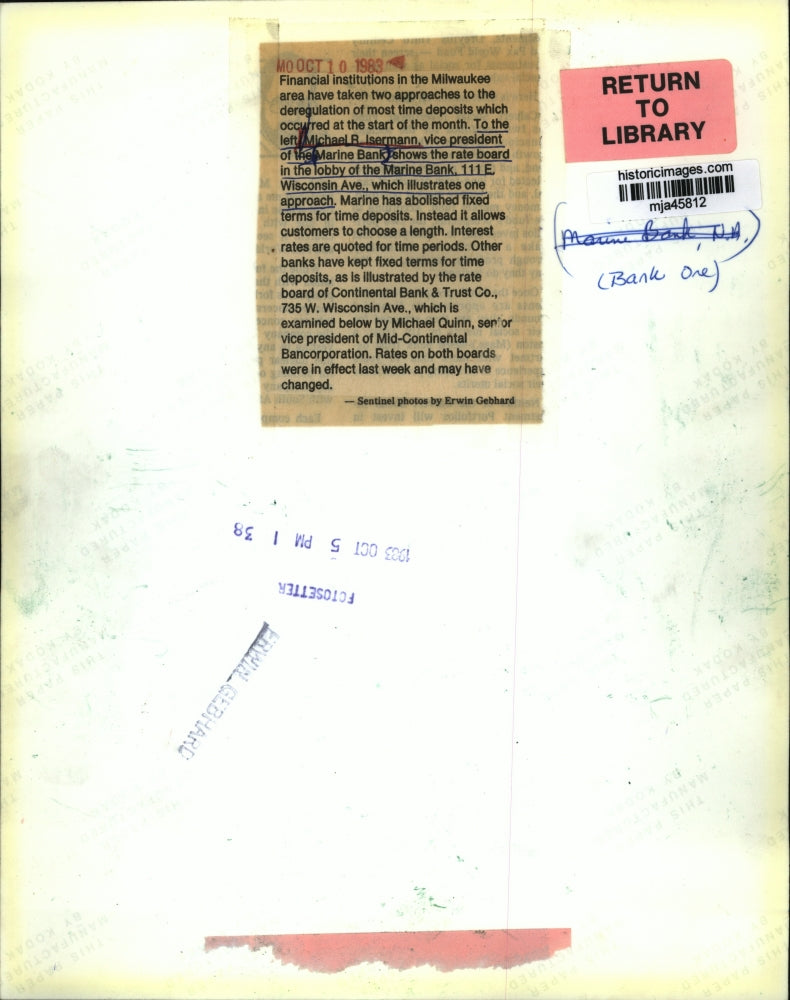 MO OCT 10 1983
Financial institutions in the Milwaukee
area have taken two approaches to the
deregulation of most time deposits which
occurred at the start of the month. To the
left, Michael R. Isermann, vice president
of the Marine Bank, shows the rate board
in the lobby of the Marine Bank, 111 E.
Wisconsin Ave., which illustrates one
approach. Marine has abolished fixed
terms for time deposits. Instead it allows
customers to choose a length. Interest
rates are quoted for time periods. Other
banks have kept fixed terms for time
deposits, as is illustrated by the rate
board of Continental Bank & Trust Co.,
735 W. Wisconsin Ave., which is
examined below by Michael Quinn, senior
vice president of Mid-Continental
Bancorporation. Rates on both boards
were in effect last week and may have
changed.
— Sentinel photos by Erwin Gebhard
RETURN
TO
LIBRARY
historicimages.com
mja45812
(Marine Bank, N.A.)
(Bank One)
1983 OCT 5 PM 1 38
FOTOSETTER
ERWIN GEBHARD
THIS PAPER
MANUFACTURED
BY KODAK